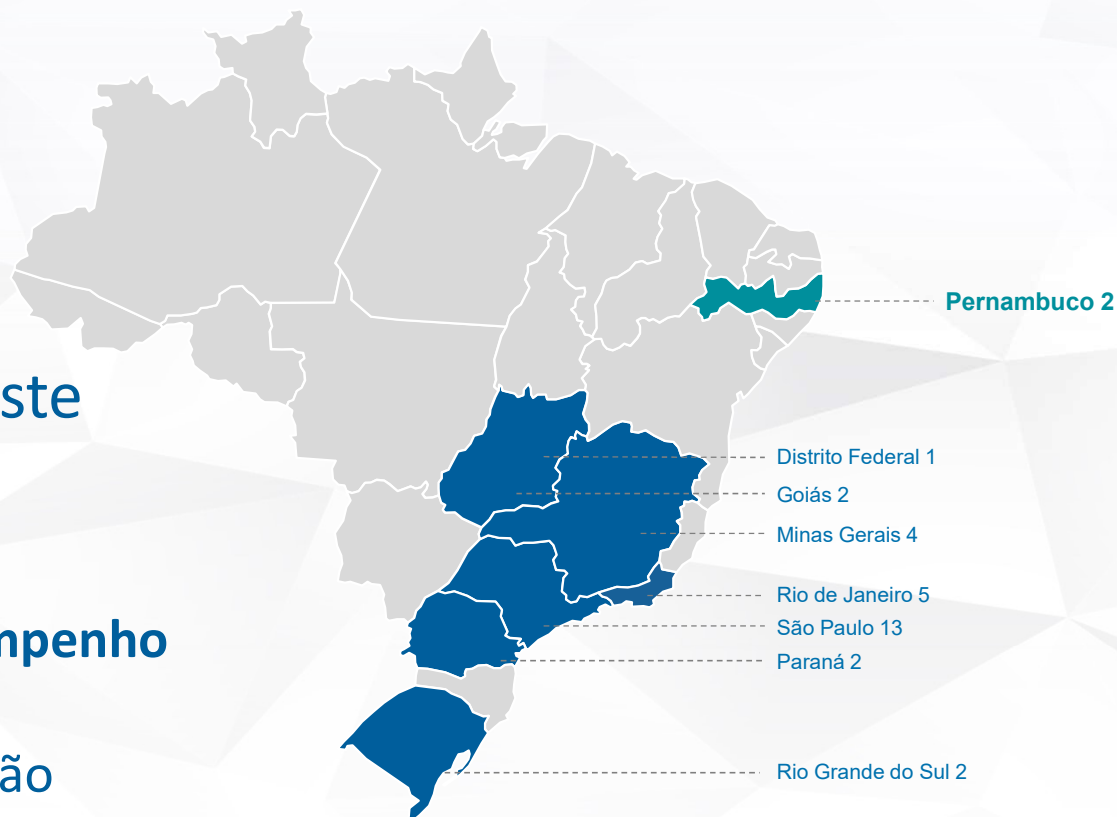 Pernambuco 2
ste
Distrito Federal 1
Goiás 2
Minas Gerais 4
Rio de Janeiro 5
São Paulo 13
mpenho
Paraná 2
ão
Rio Grande do Sul 2